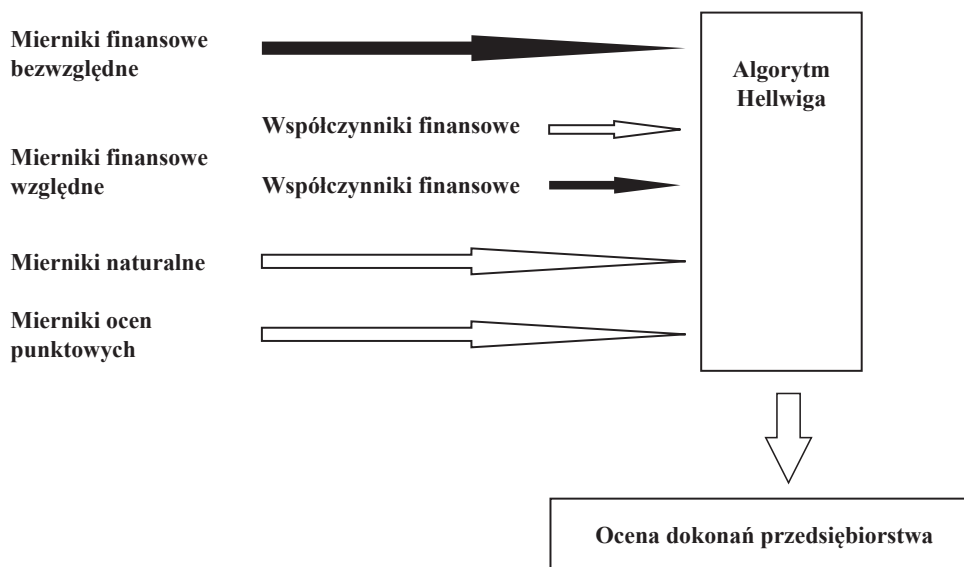 Mierniki finansowe
bezwzględne
Algorytm
Hellwiga
Współczynniki finansowe
Mierniki finansowe
względne
Współczynniki finansowe
Mierniki naturalne
Mierniki ocen
punktowych
Ocena dokonań przedsiębiorstwa